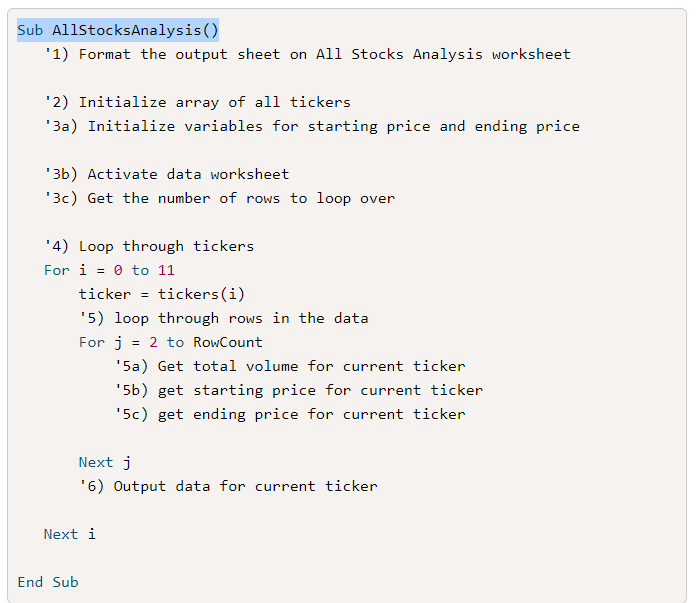 Sub AllStocksAnalysis()
'1) Format the output sheet on All Stocks Analysis worksheet
'2) Initialize array of all tickers
'3a) Initialize variables for starting price and ending price
'3b) Activate data worksheet
'3c) Get the number of rows to loop over
'4) Loop through tickers
For i = 0 to 11
ticker = tickers(i)
'5) loop through rows in the data
For j = 2 to RowCount
'5a) Get total volume for current ticker
'5b) get starting price for current ticker
'5c) get ending price for current ticker
Next j
'6) Output data for current ticker
Next i
End Sub